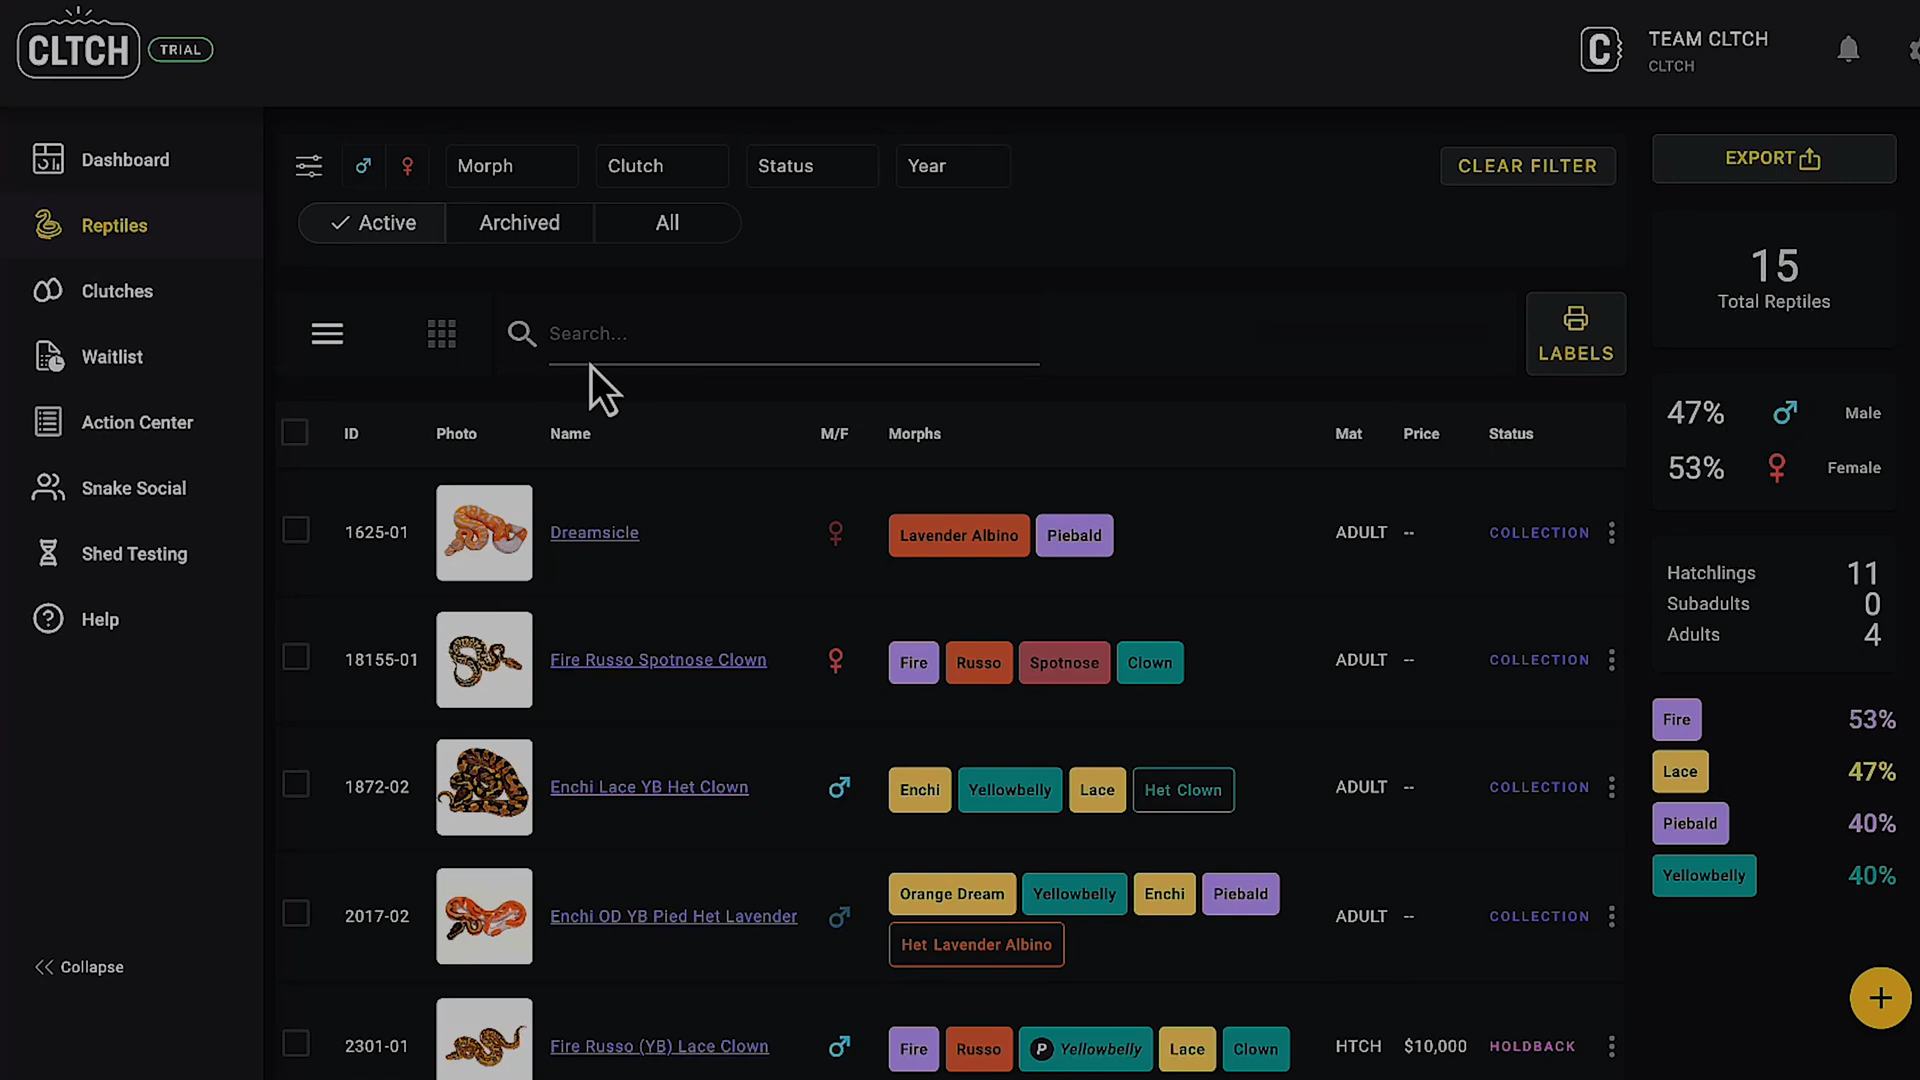 CLTCH TRIAL
C TEAM CLTCH
CLTCH
Dashboard
Reptiles
Clutches
Waitlist
Action Center
Snake Social
Shed Testing
Help
Collapse
Morph Clutch Status Year CLEAR FILTER
Active Archived All
Search...
LABELS
ID Photo Name M/F Morphs Mat Price Status
1625-01 Dreamsicle Lavender Albino Piebald ADULT -- COLLECTION
18155-01 Fire Russo Spotnose Clown Fire Russo Spotnose Clown ADULT -- COLLECTION
1872-02 Enchi Lace YB Het Clown Enchi Yellowbelly Lace Het Clown ADULT -- COLLECTION
2017-02 Enchi OD YB Pied Het Lavender Orange Dream Yellowbelly Enchi Piebald ADULT -- COLLECTION
Het Lavender Albino
2301-01 Fire Russo (YB) Lace Clown Fire Russo P Yellowbelly Lace Clown HTCH $10,000 HOLDBACK
EXPORT
15
Total Reptiles
47% Male
53% Female
Hatchlings 11
Subadults 0
Adults 4
Fire 53%
Lace 47%
Piebald 40%
Yellowbelly 40%